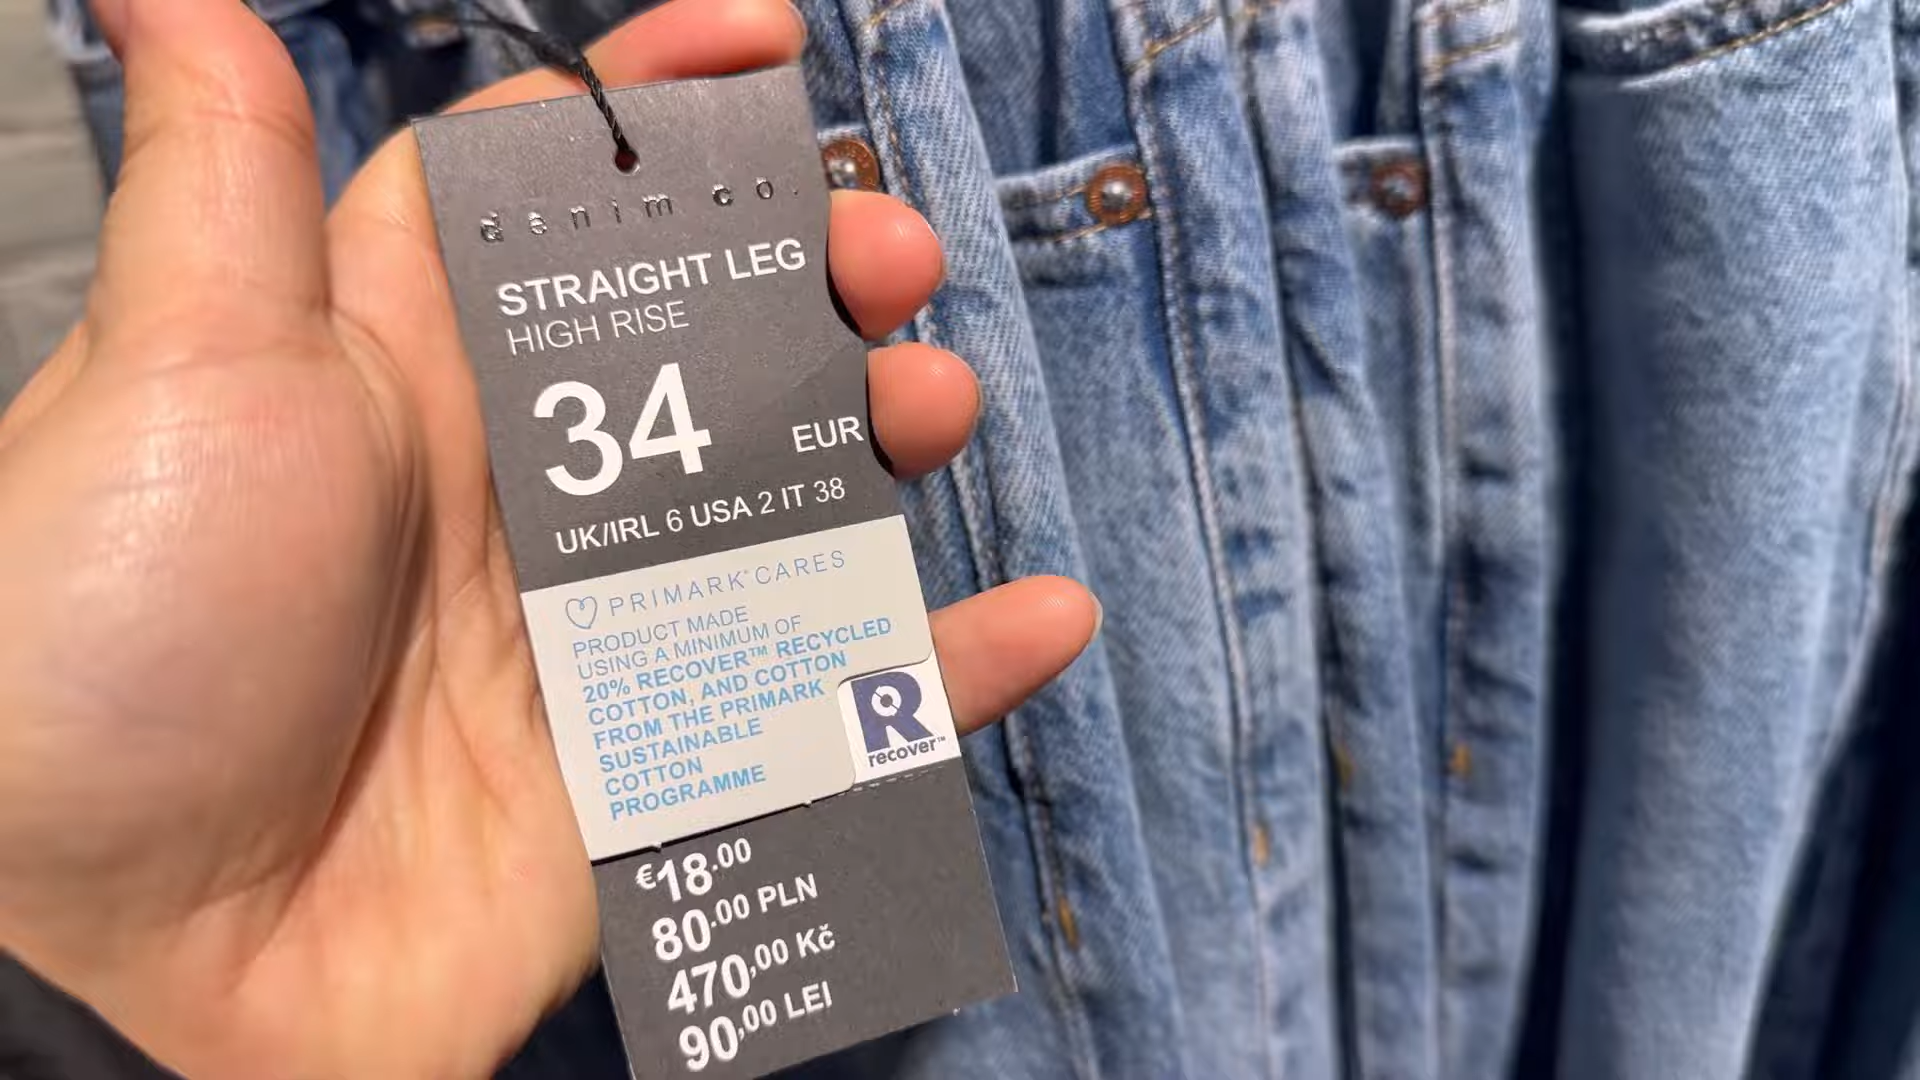 denim co.
STRAIGHT LEG
HIGH RISE
34 EUR
UK/IRL 6 USA 2 IT 38
PRIMARK® CARES
PRODUCT MADE
USING A MINIMUM OF
20% RECOVER™ RECYCLED
COTTON, AND COTTON
FROM THE PRIMARK
SUSTAINABLE
COTTON
PROGRAMME
R
recover™
€18.00
80.00 PLN
470,00 Kč
90,00 LEI